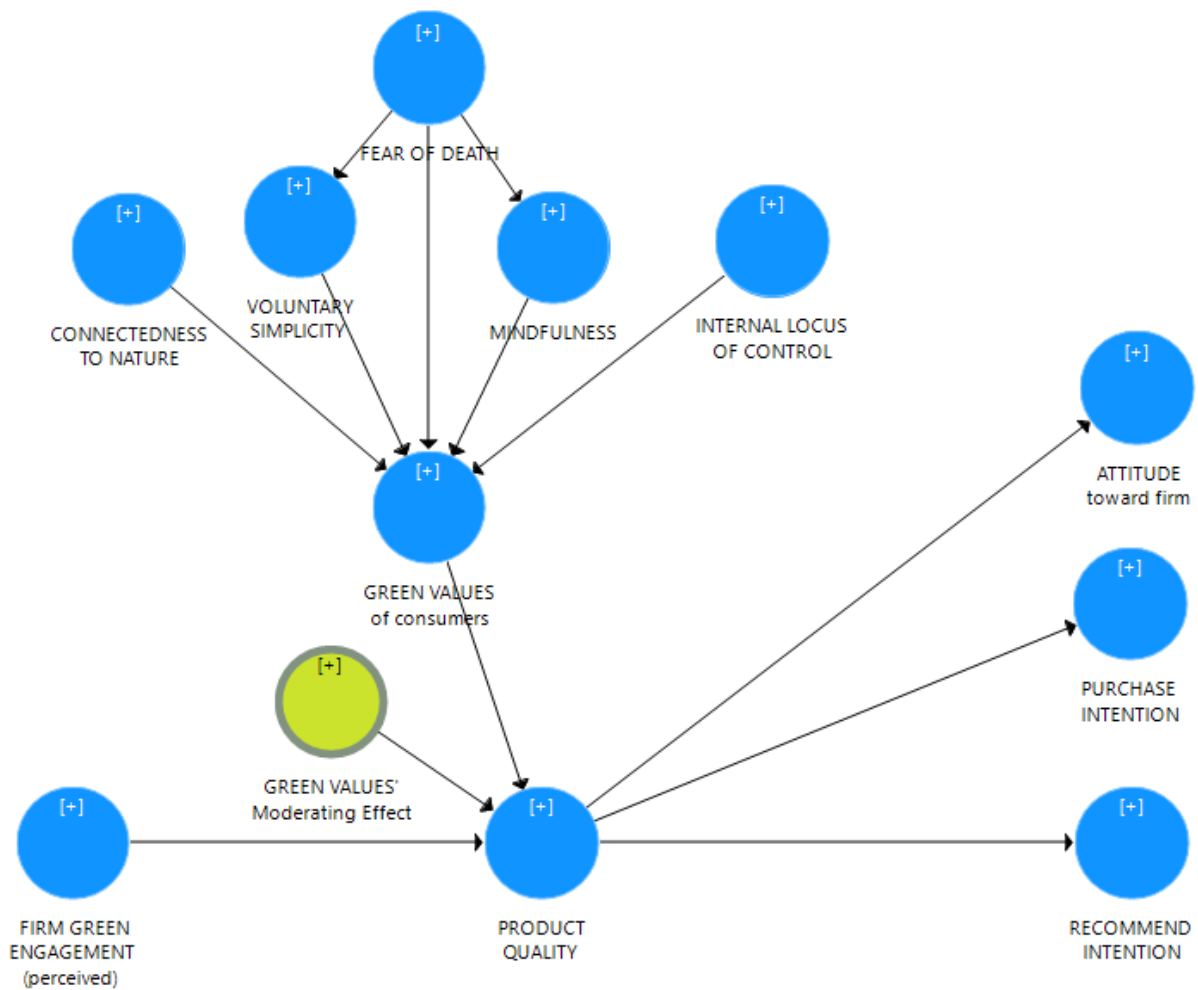 [+]
FEAR OF DEATH
[+]
VOLUNTARY
SIMPLICITY
[+]
CONNECTEDNESS
TO NATURE
[+]
MINDFULNESS
[+]
INTERNAL LOCUS
OF CONTROL
[+]
ATTITUDE
toward firm
[+]
GREEN VALUES
of consumers
[+]
PURCHASE
INTENTION
[+]
GREEN VALUES'
Moderating Effect
[+]
FIRM GREEN
ENGAGEMENT
(perceived)
[+]
PRODUCT
QUALITY
[+]
RECOMMEND
INTENTION